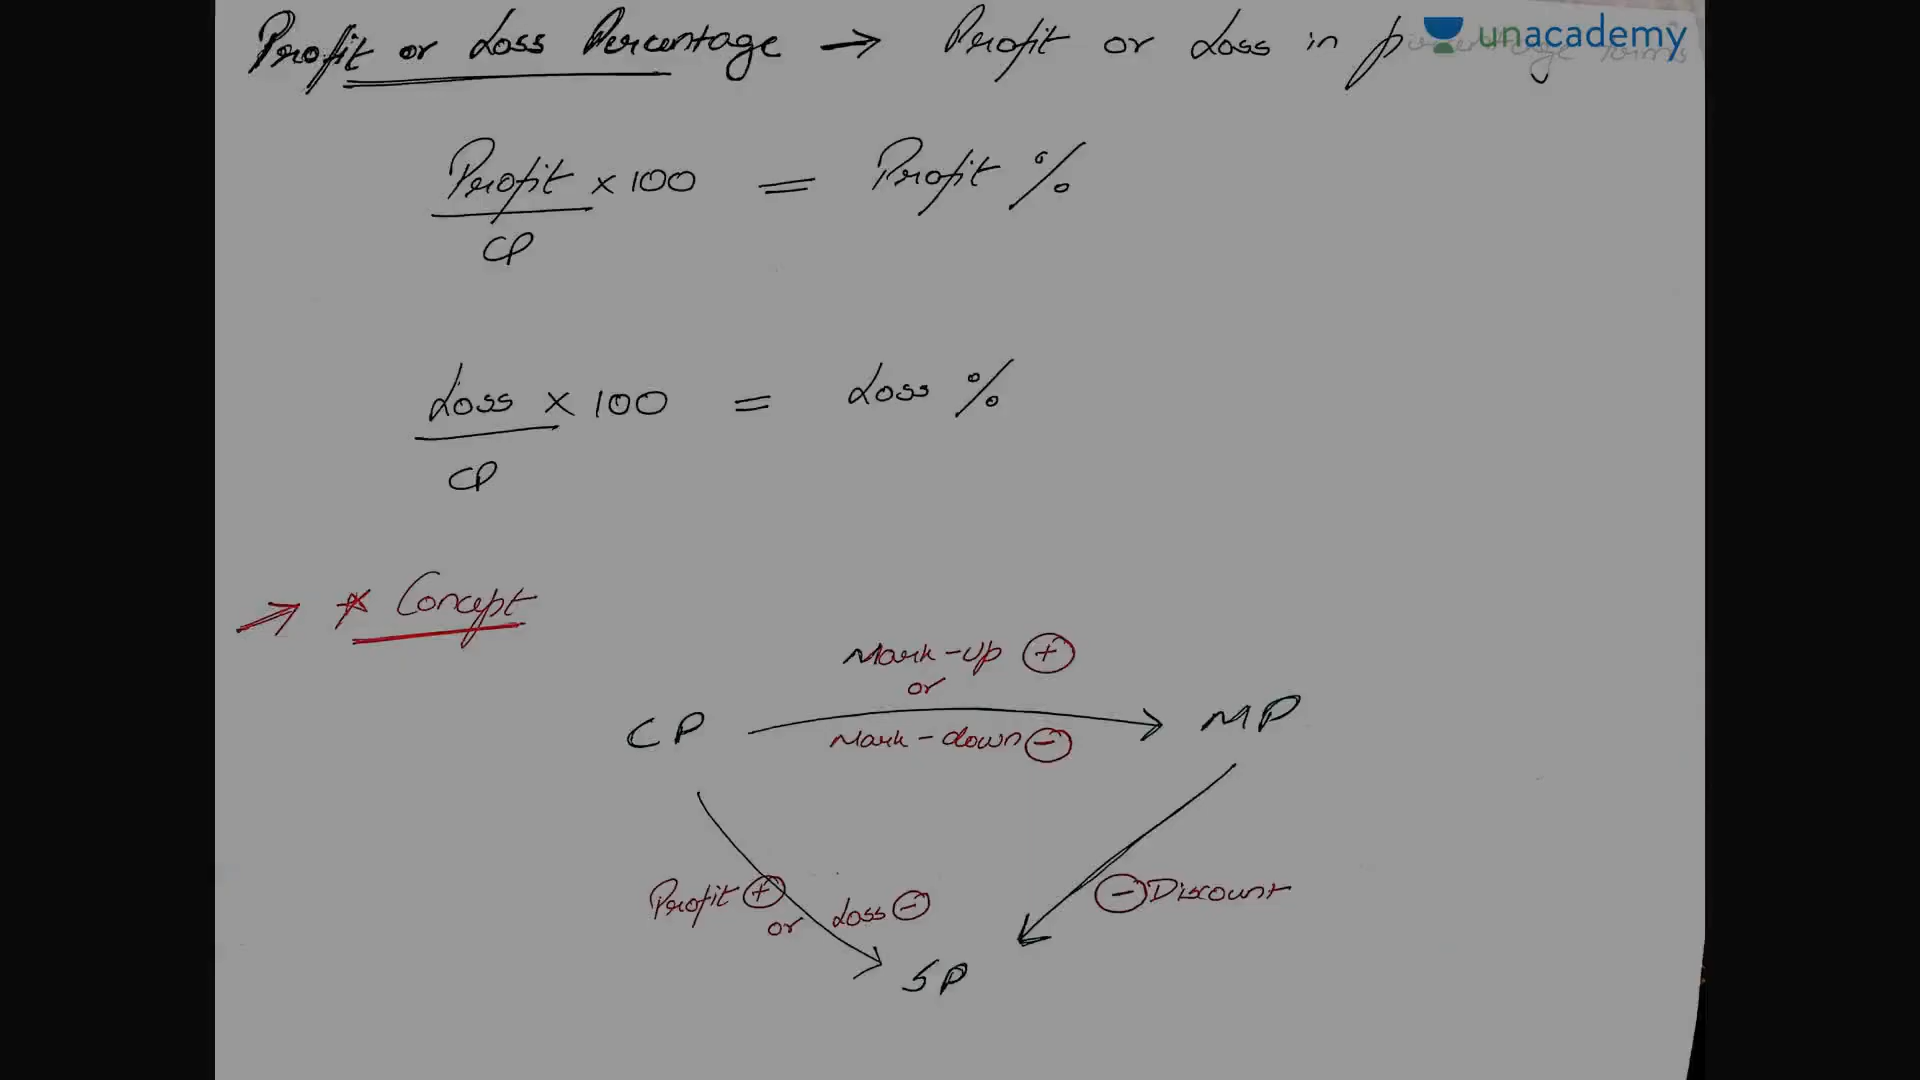 Profit or Loss Percentage → Profit or Loss in
unacademy
Profit × 100 = Profit %
CP
Loss × 100 = Loss %
CP
→ * Concept
Mark-up +
or
CP → MP
Mark-down −
Profit + or Loss −
− Discount
SP